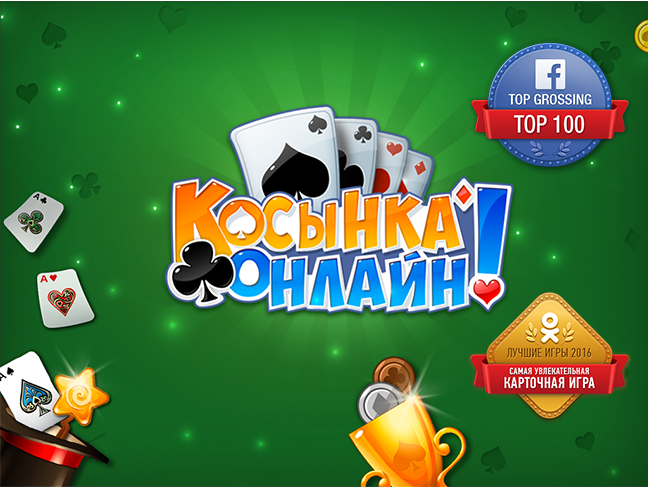 TOP GROSSING
TOP 100
КОСЫНКА
ОНЛАЙН!
A
A
A
ЛУЧШИЕ ИГРЫ 2016
САМАЯ УВЛЕКАТЕЛЬНАЯ
КАРТОЧНАЯ ИГРА